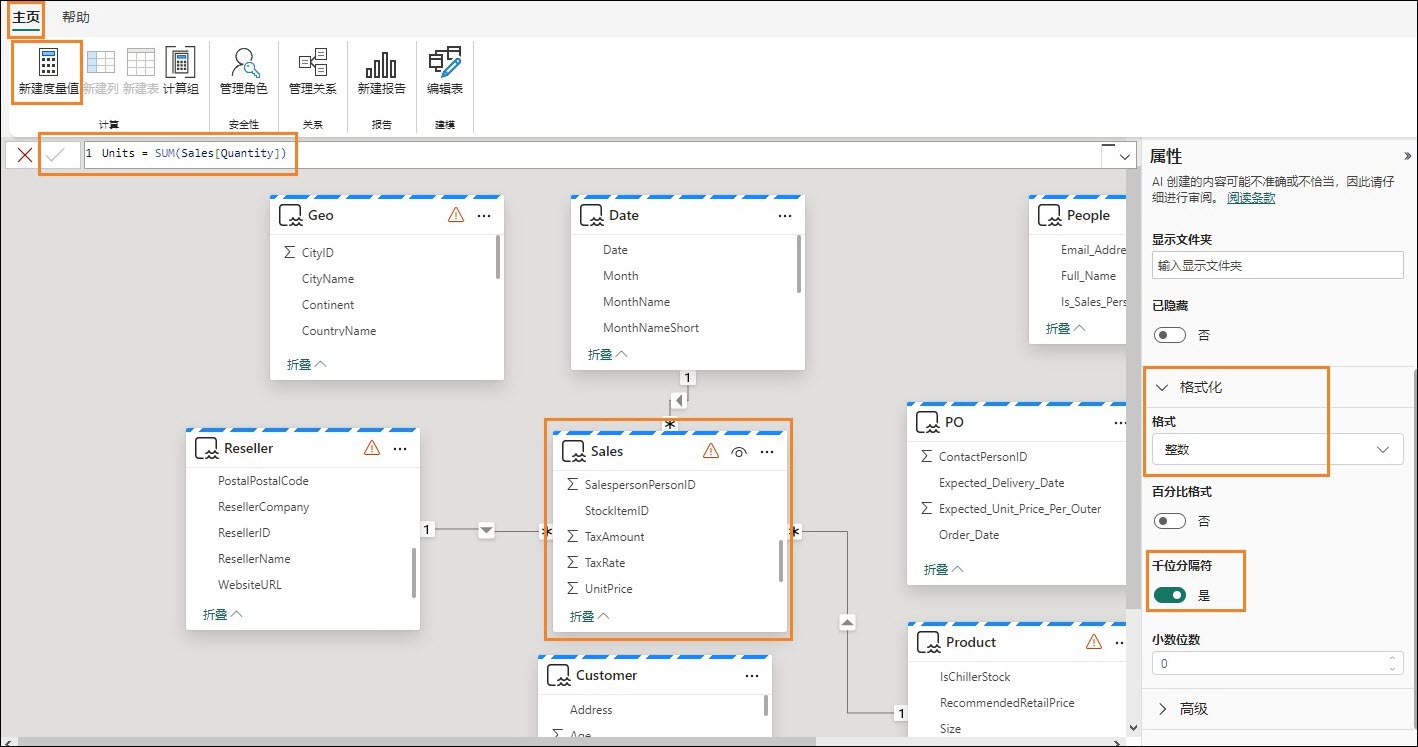 主页 帮助
新建度量值 新建列 新建表 计算组 管理角色 管理关系 新建报告 编辑表
计算 安全性 关系 报告 建模
1 Units = SUM(Sales[Quantity])
Geo
Σ CityID
CityName
Continent
CountryName
折叠
Date
Date
Month
MonthName
MonthNameShort
折叠
People
Email_Addre
Full_Name
Is_Sales_Pers
折叠
1
*
Reseller
PostalPostalCode
ResellerCompany
ResellerID
ResellerName
WebsiteURL
折叠
1
*
Sales
Σ SalespersonPersonID
StockItemID
Σ TaxAmount
Σ TaxRate
Σ UnitPrice
折叠
*
PO
Σ ContactPersonID
Expected_Delivery_Date
Σ Expected_Unit_Price_Per_Outer
Order_Date
折叠
Customer
Address
Σ Age
1
Product
IsChillerStock
RecommendedRetailPrice
Size
属性
AI 创建的内容可能不准确或不恰当，因此请仔
细进行审阅。 阅读条款
显示文件夹
输入显示文件夹
已隐藏
否
格式化
格式
整数
百分比格式
否
千位分隔符
是
小数位数
0
高级